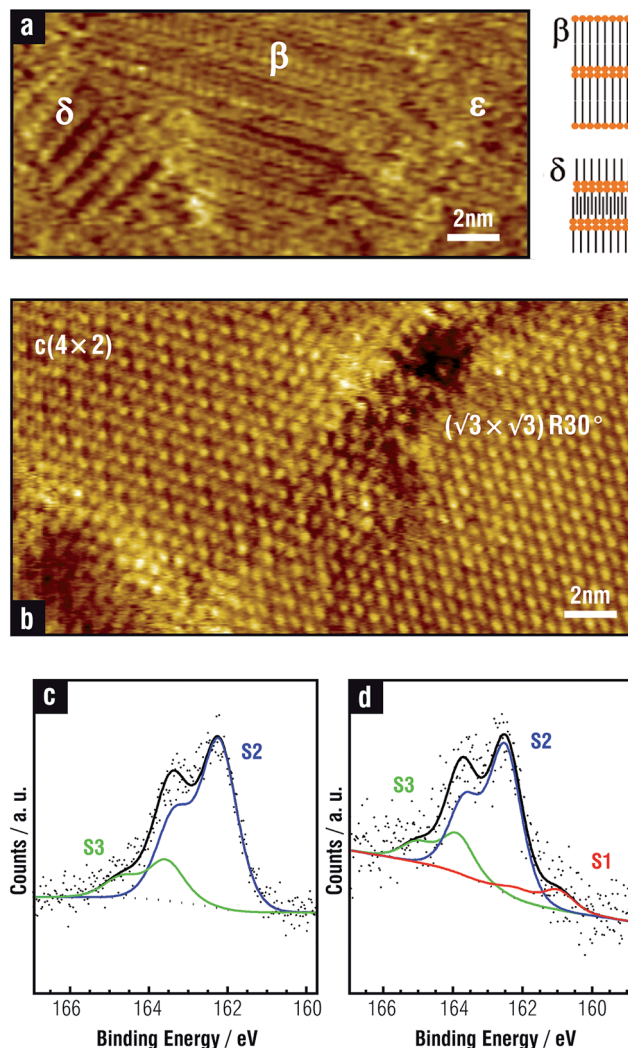 a
β
δ
ε
2nm
β
δ
c(4×2)
(√3×√3)R30°
b
2nm
c
S2
S3
Counts / a. u.
166
164
162
160
Binding Energy / eV
d
S2
S3
S1
Counts / a. u.
166
164
162
160
Binding Energy / eV